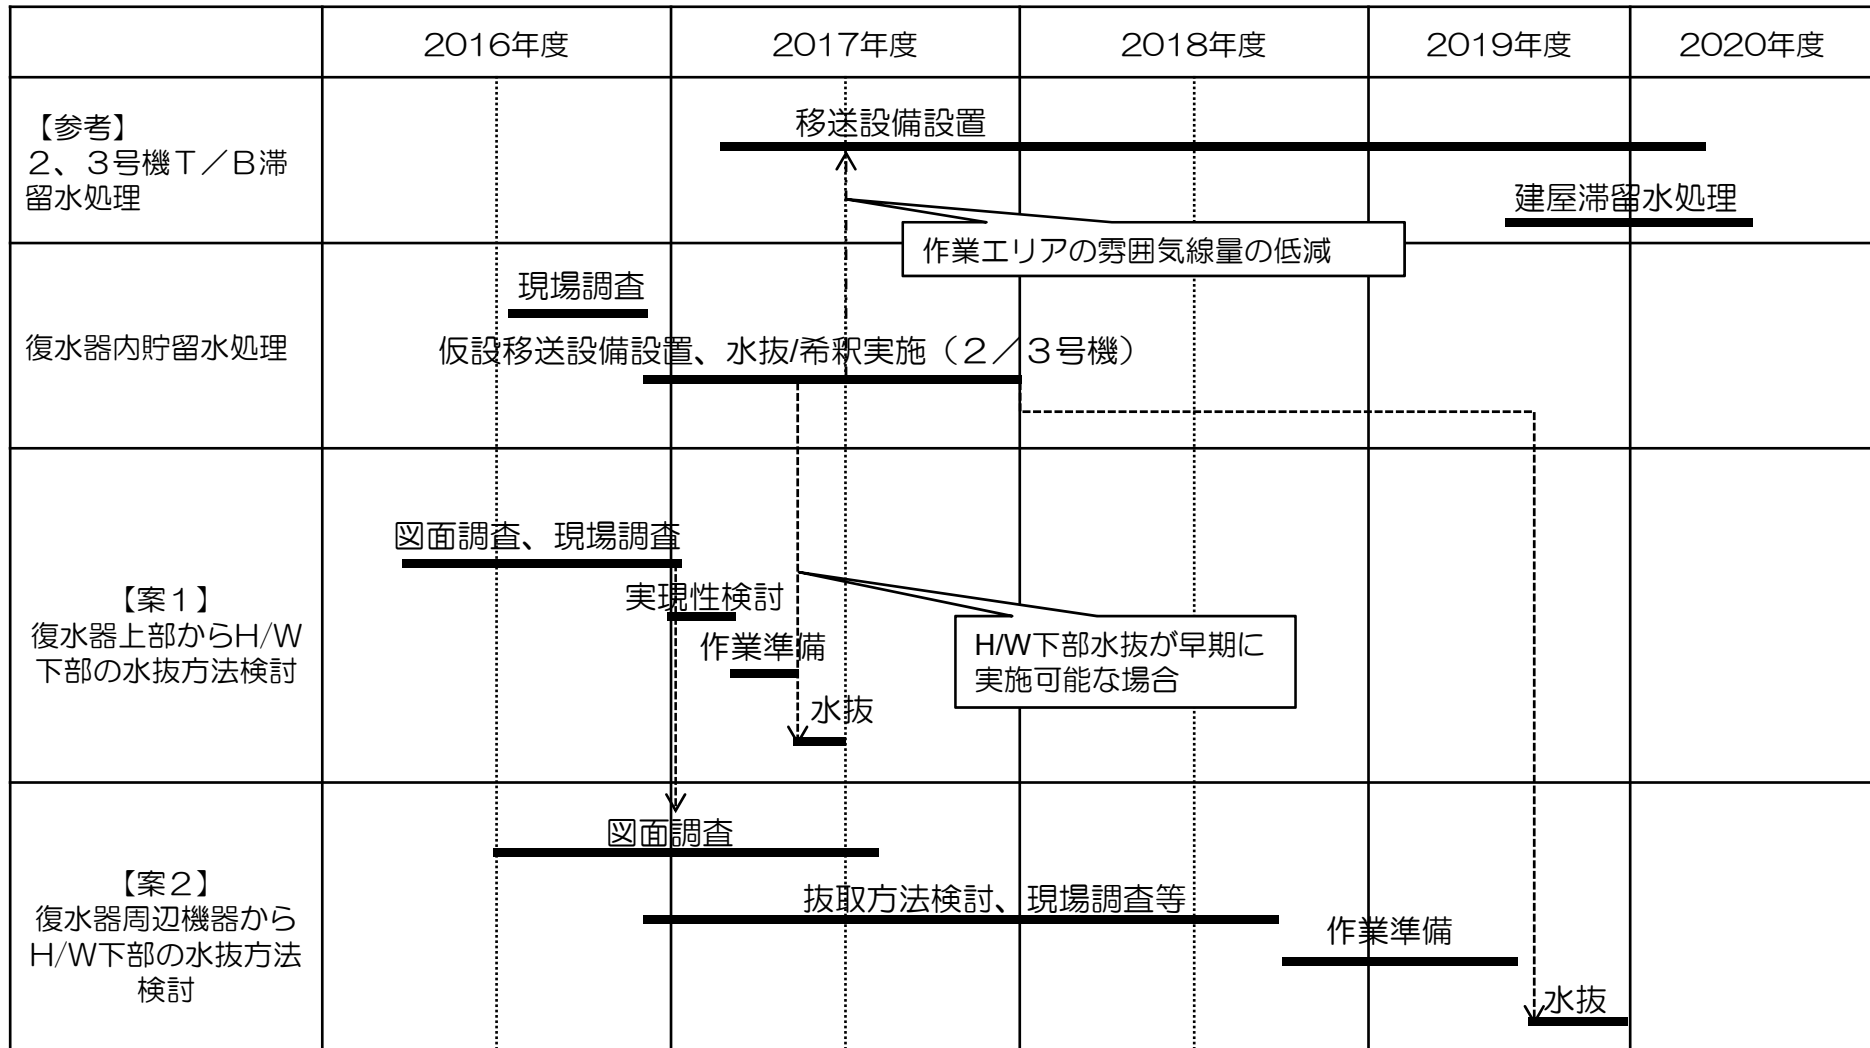 2016年度
2017年度
2018年度
2019年度
2020年度
【参考】
２、３号機Ｔ／Ｂ滞
留水処理
移送設備設置
建屋滞留水処理
作業エリアの雰囲気線量の低減
復水器内貯留水処理
現場調査
仮設移送設備設置、水抜/希釈実施（２／３号機）
【案１】
復水器上部からH/W
下部の水抜方法検討
図面調査、現場調査
実現性検討
作業準備
水抜
H/W下部水抜が早期に
実施可能な場合
【案２】
復水器周辺機器から
H/W下部の水抜方法
検討
図面調査
抜取方法検討、現場調査等
作業準備
水抜